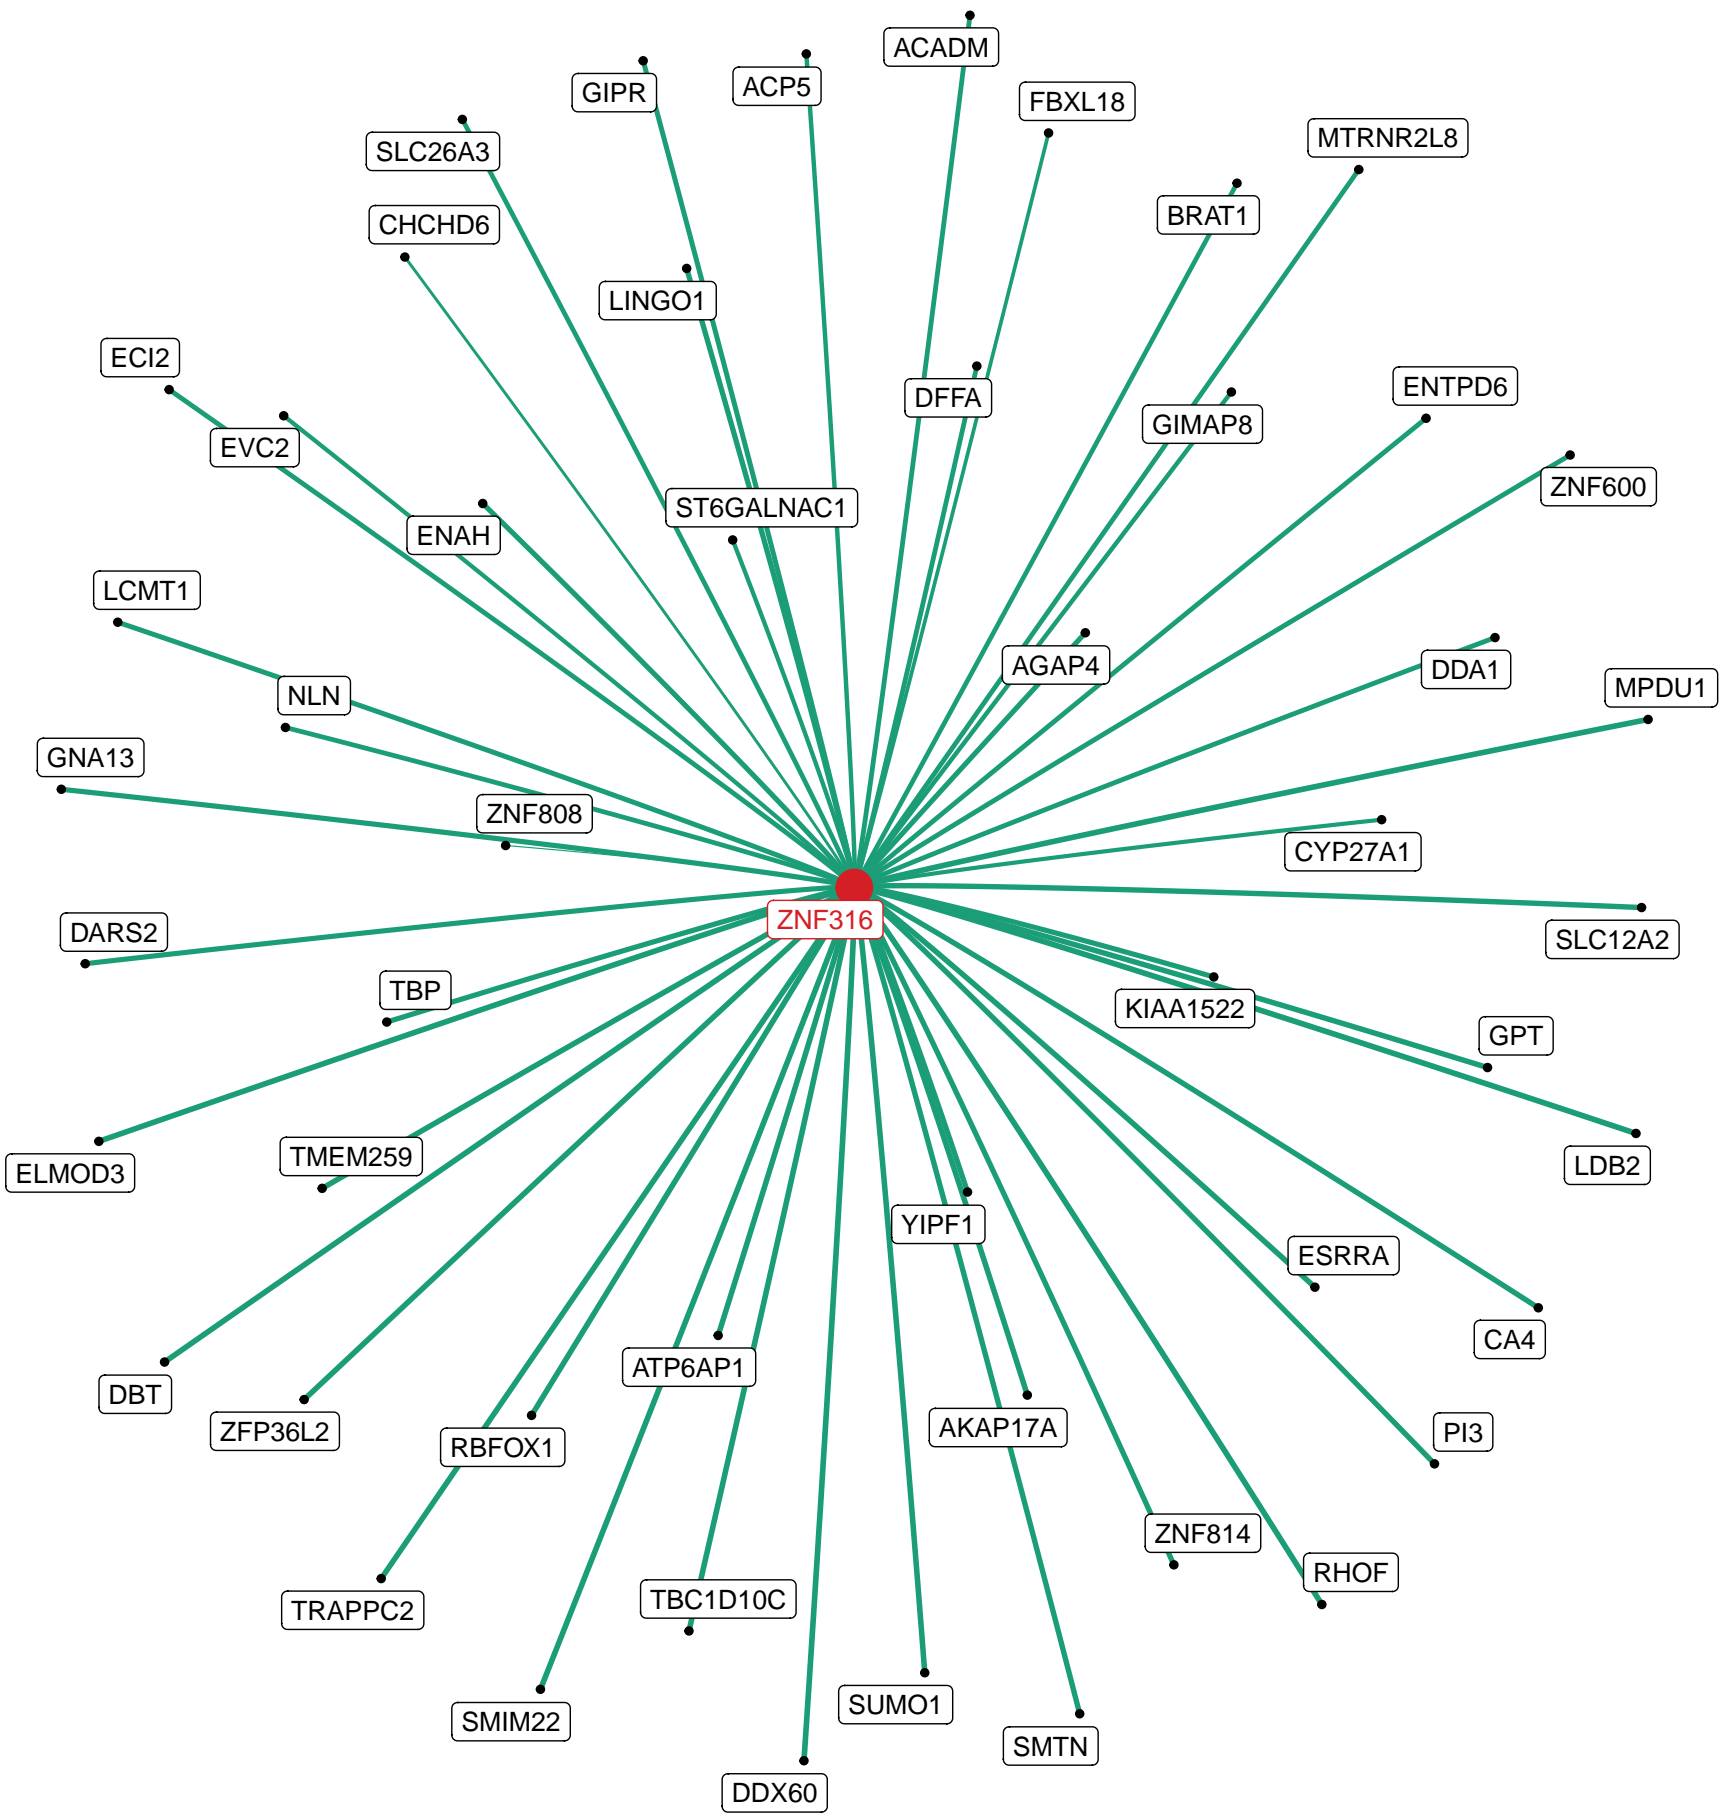 ACADM
GIPR
ACP5
FBXL18
MTRNR2L8
SLC26A3
BRAT1
CHCHD6
LINGO1
ECI2
ENTPD6
DFFA
GIMAP8
EVC2
ZNF600
ST6GALNAC1
ENAH
LCMT1
AGAP4
DDA1
MPDU1
NLN
GNA13
ZNF808
CYP27A1
ZNF316
DARS2
SLC12A2
TBP
KIAA1522
GPT
TMEM259
LDB2
ELMOD3
YIPF1
ESRRA
CA4
ATP6AP1
DBT
AKAP17A
ZFP36L2
PI3
RBFOX1
ZNF814
RHOF
TBC1D10C
TRAPPC2
SUMO1
SMIM22
SMTN
DDX60